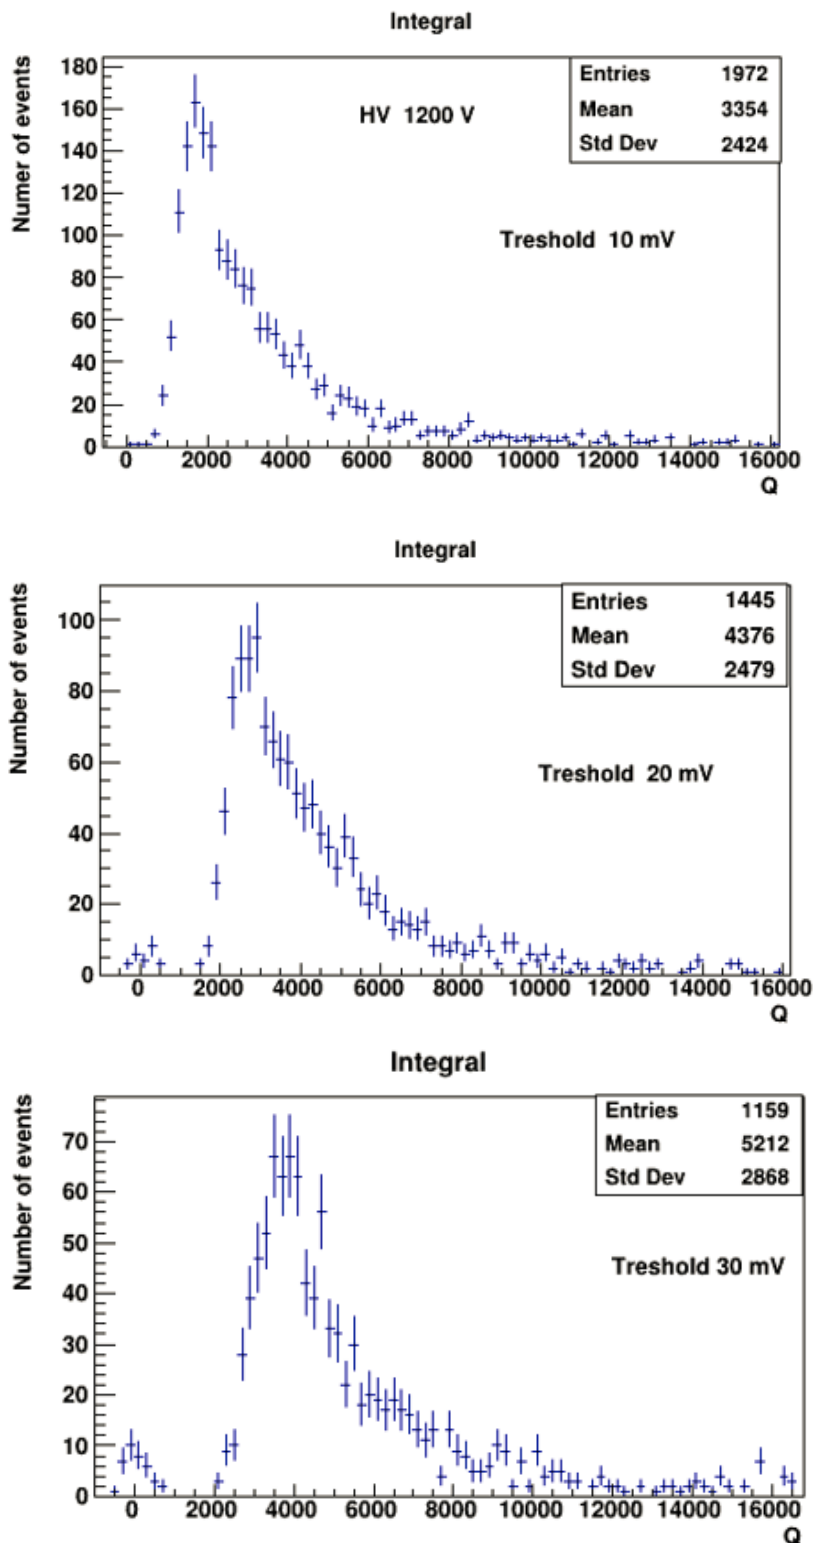 Integral
Numer of events
180
160
140
120
100
80
60
40
20
0
HV 1200 V
Entries 1972
Mean 3354
Std Dev 2424
Treshold 10 mV
0 2000 4000 6000 8000 10000 12000 14000 16000
Q
Integral
Number of events
100
80
60
40
20
0
Entries 1445
Mean 4376
Std Dev 2479
Treshold 20 mV
0 2000 4000 6000 8000 10000 12000 14000 16000
Q
Integral
Number of events
70
60
50
40
30
20
10
0
Entries 1159
Mean 5212
Std Dev 2868
Treshold 30 mV
0 2000 4000 6000 8000 10000 12000 14000 16000
Q